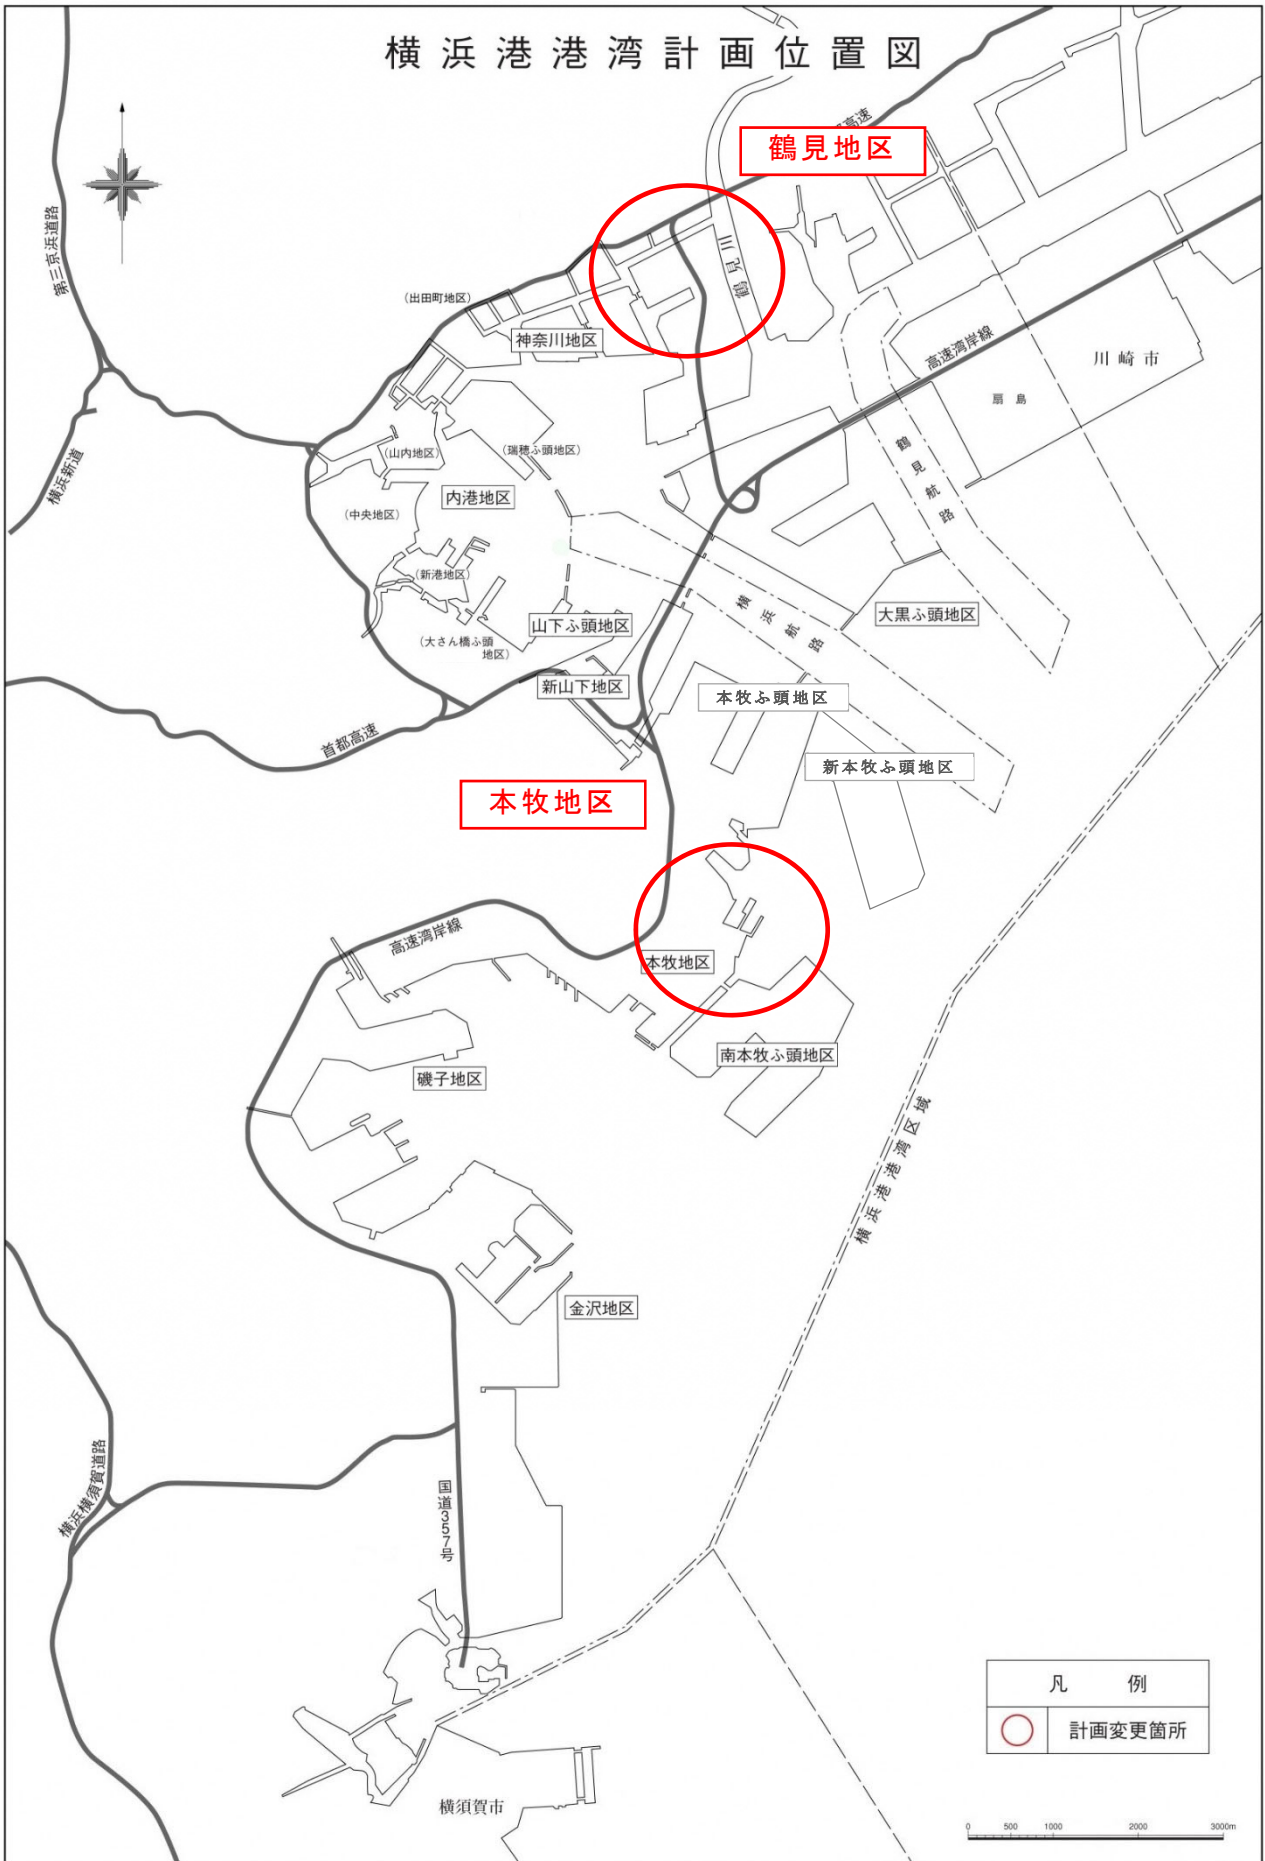 横浜港港湾計画位置図
高速
鶴見地区
第三京浜道路
鶴見川
(出田町地区)
神奈川地区
高速湾岸線
川崎市
扇島
横浜新道
(山内地区)
(瑞穂ふ頭地区)
鶴見航路
内港地区
(中央地区)
(新港地区)
横浜航路
大黒ふ頭地区
山下ふ頭地区
(大さん橋ふ頭
地区)
新山下地区
本牧ふ頭地区
首都高速
新本牧ふ頭地区
本牧地区
高速湾岸線
本牧地区
南本牧ふ頭地区
磯子地区
横浜港港湾区域
金沢地区
横浜横須賀道路
国道357号
凡例
計画変更箇所
横須賀市
0 500 1000 2000 3000m